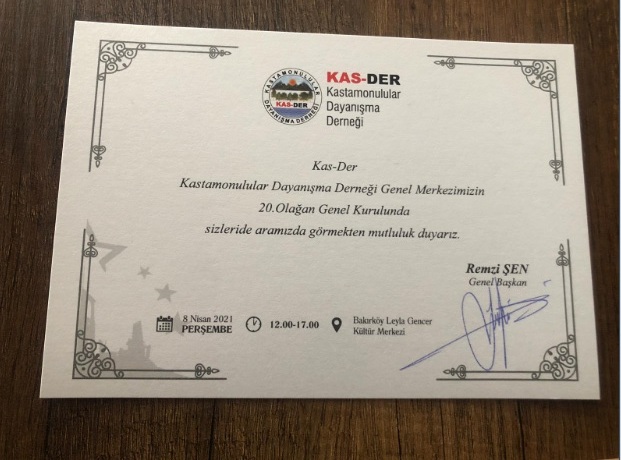 KASTAMONULULAR
KAS-DER
DAYANIŞMA DERNEĞİ
KAS-DER
Kastamonulular
Dayanışma
Derneği
Kas-Der
Kastamonulular Dayanışma Derneği Genel Merkezimizin
20.Olağan Genel Kurulunda
sizleride aramızda görmekten mutluluk duyarız.
Remzi ŞEN
Genel Başkan
8 Nisan 2021
PERŞEMBE
12.00-17.00
Bakırköy Leyla Gencer
Kültür Merkezi